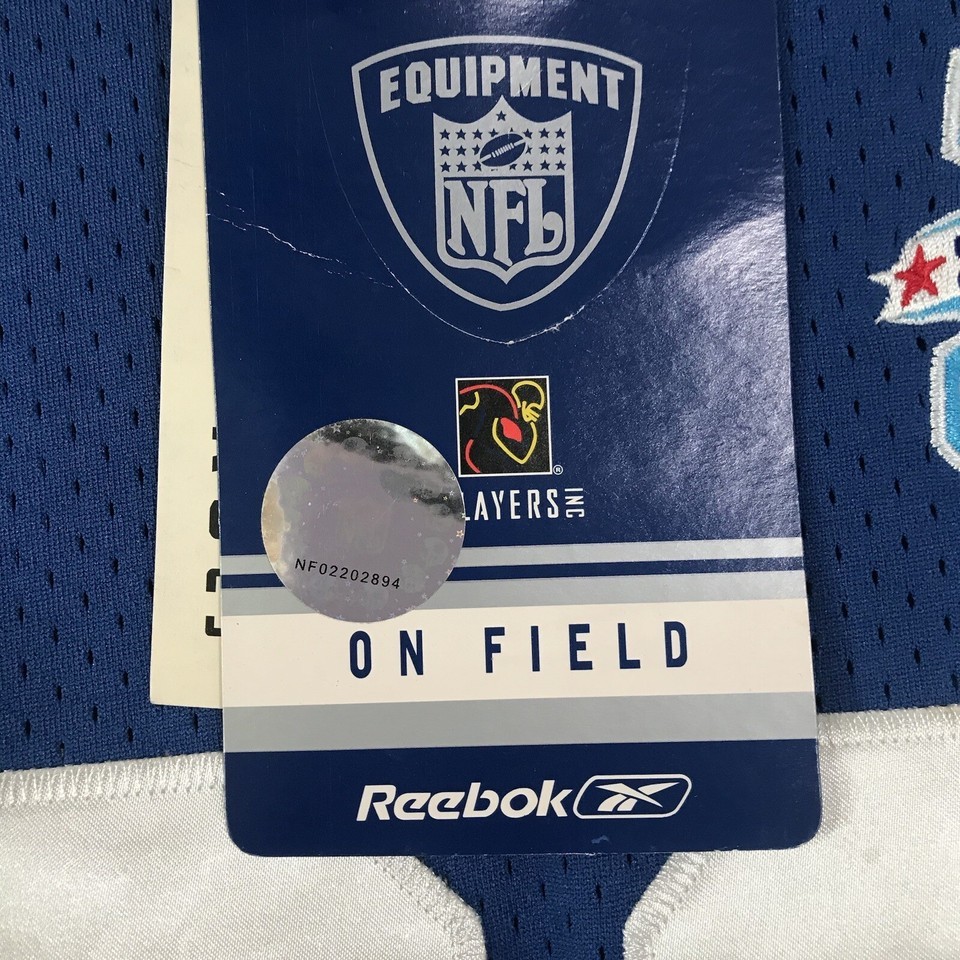 EQUIPMENT
NFL
®
LAYERS INC
NF02202894
ON FIELD
Reebok